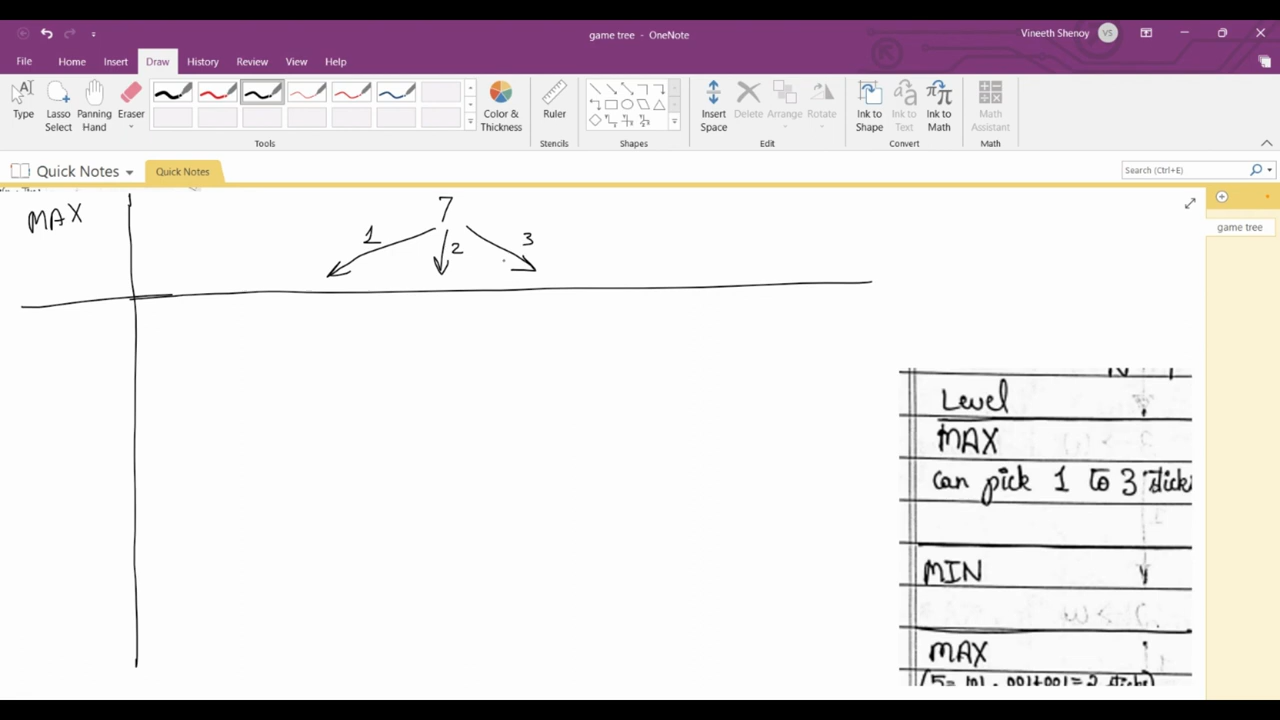 game tree - OneNote
Vineeth Shenoy
VS
File
Home
Insert
Draw
History
Review
View
Help
Type
Lasso Select
Panning Hand
Eraser
Color & Thickness
Ruler
Insert Space
Delete
Arrange
Rotate
Ink to Shape
Ink to Text
Ink to Math
Math Assistant
Tools
Stencils
Shapes
Edit
Convert
Math
Quick Notes
Quick Notes
Search (Ctrl+E)
game tree
MAX
7
1
2
3
Level
MAX
can pick 1 to 3 sticks
MIN
MAX